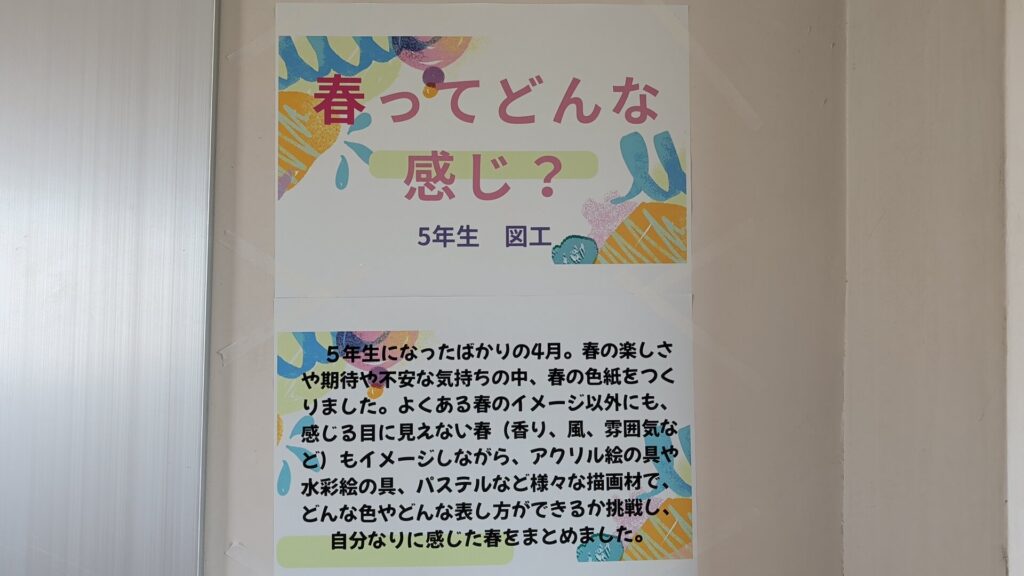 春ってどんな
感じ？
5年生　図工
５年生になったばかりの4月。春の楽しさ
や期待や不安な気持ちの中、春の色紙をつく
りました。よくある春のイメージ以外にも、
感じる目に見えない春（香り、風、雰囲気な
ど）もイメージしながら、アクリル絵の具や
水彩絵の具、パステルなど様々な描画材で、
どんな色やどんな表し方ができるか挑戦し、
自分なりに感じた春をまとめました。